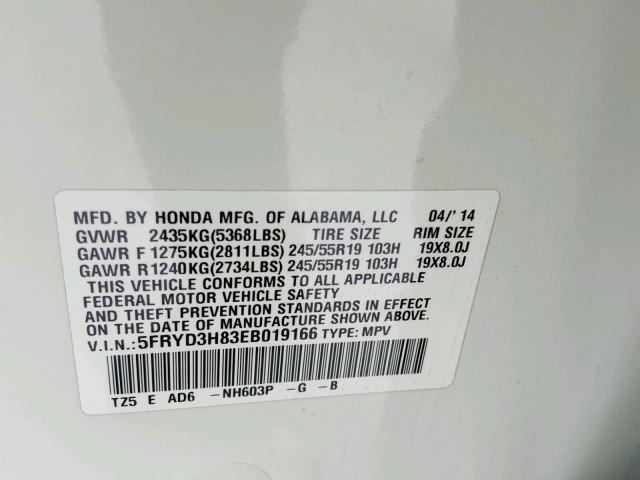 MFD. BY HONDA MFG. OF ALABAMA, LLC 04/' 14
GVWR 2435KG(5368LBS) TIRE SIZE RIM SIZE
GAWR F 1275KG(2811LBS) 245/55R19 103H 19X8.0J
GAWR R1240KG(2734LBS) 245/55R19 103H 19X8.0J
THIS VEHICLE CONFORMS TO ALL APPLICABLE
FEDERAL MOTOR VEHICLE SAFETY
AND THEFT PREVENTION STANDARDS IN EFFECT
ON THE DATE OF MANUFACTURE SHOWN ABOVE.
V.I.N.:5FRYD3H83EB019166 TYPE: MPV
TZ5 E AD6 -NH603P -G -B